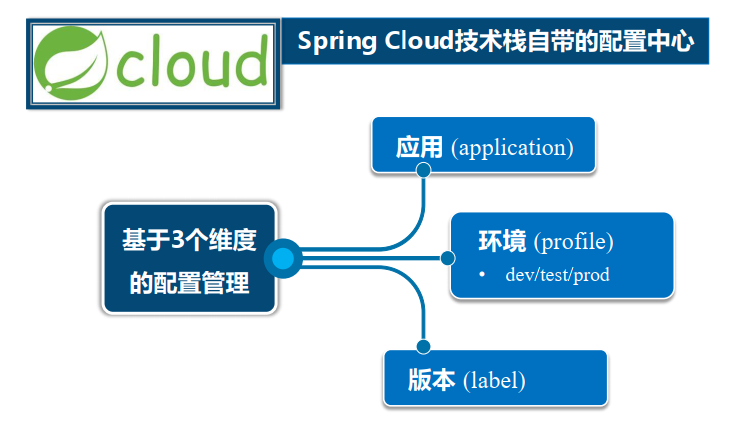 cloud
Spring Cloud技术栈自带的配置中心
应用 (application)
基于3个维度
的配置管理
环境 (profile)
• dev/test/prod
版本 (label)